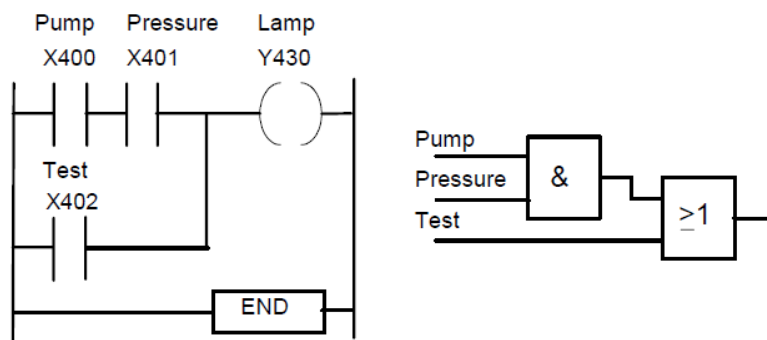 Pump Pressure Lamp
X400 X401 Y430
Test
X402
END
Pump
Pressure
Test
&
≥1